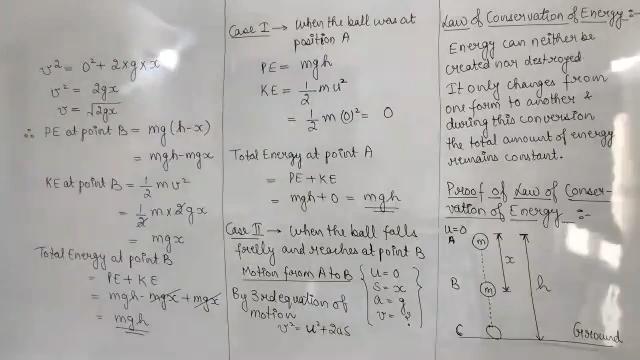 v² = 0² + 2×g×x
v² = 2gx
v = √2gx
∴ PE at point B = mg(h-x)
= mgh-mgx
KE at point B = 1/2 mv²
= 1/2 m×2gx
= mgx
Total Energy at point B
= PE + KE
= mgh-mgx+mgx
= mgh
Case I → when the ball was at
position A
PE = mgh
KE = 1/2 mu²
= 1/2 m(0)² = 0
Total Energy at point A
= PE + KE
= mgh+0 = mgh
Case II → when the ball falls
freely and reaches at point B
Motion from A to B { u = 0
s = x
a = g
v = ? }
By 3rd equation of
motion
v² = u²+2as
Law of Conservation of Energy :-
Energy can neither be
created nor destroyed
It only changes from
one form to another &
during this conversion
the total amount of energy
remains constant.
Proof of Law of Conser-
vation of Energy :-
u=0
A m
x
h
B m
C Ground